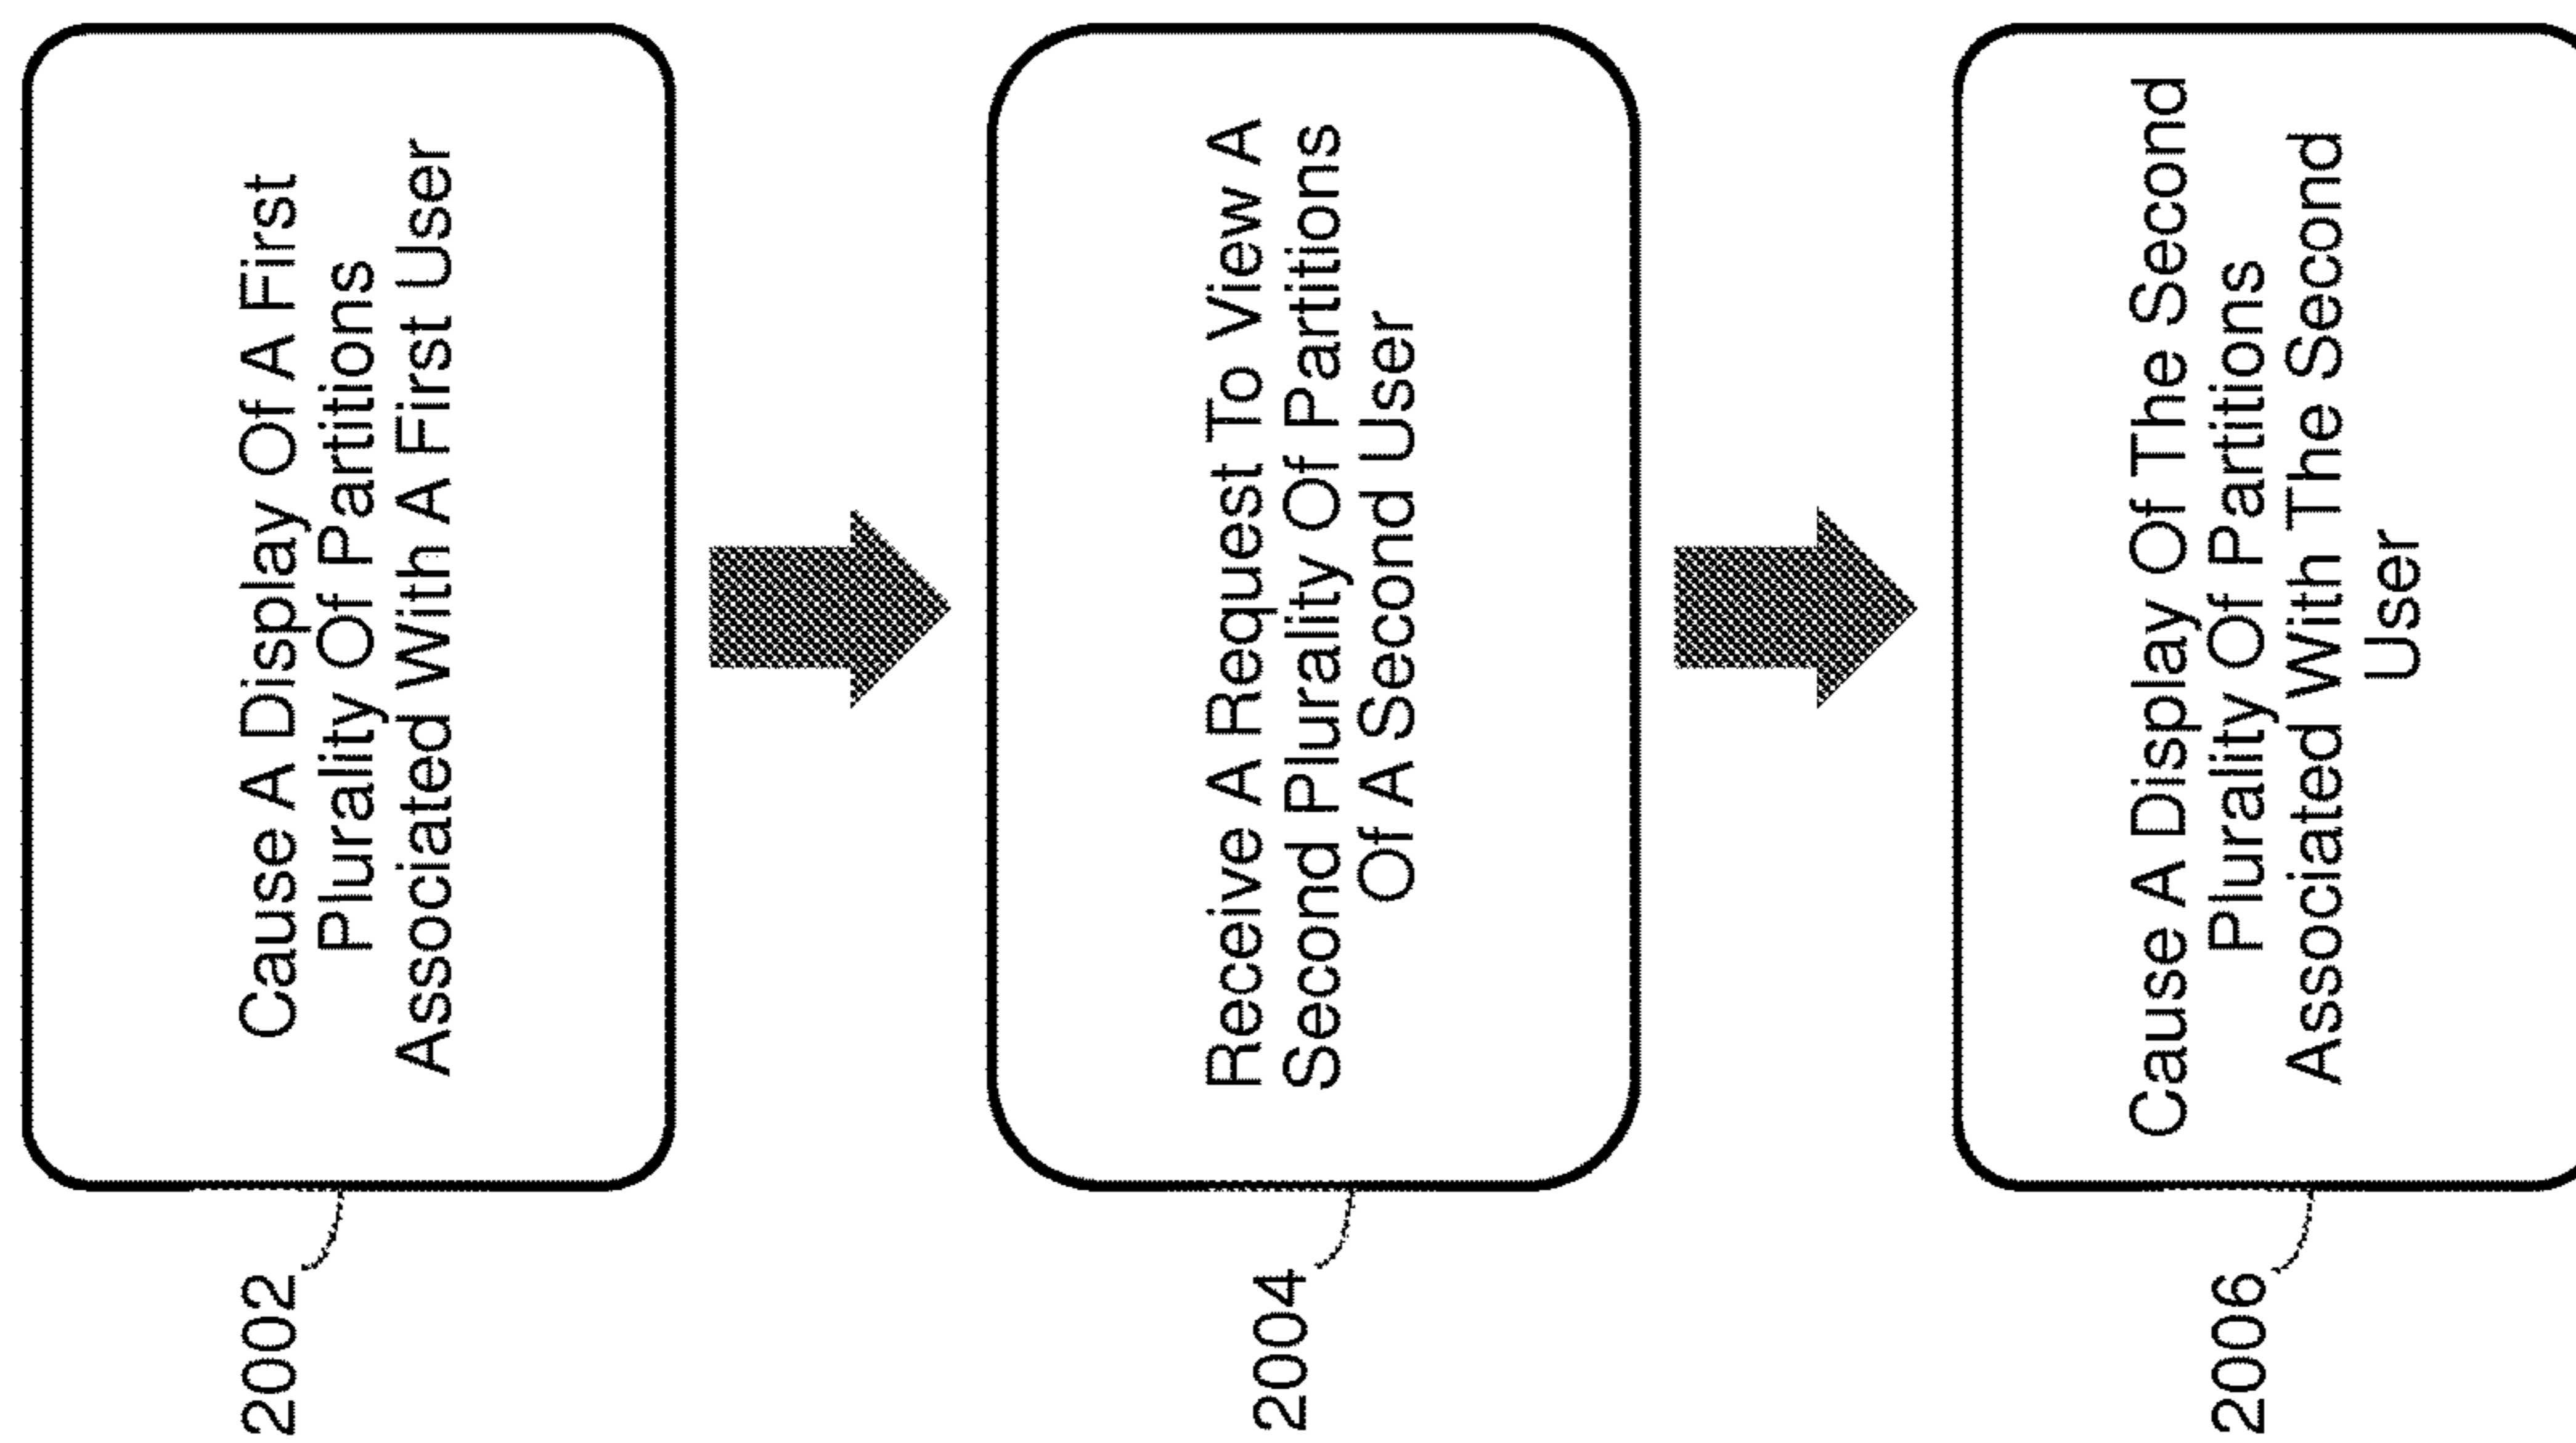 2002
Cause A Display Of A First
Plurality Of Partitions
Associated With A First User
2004
Receive A Request To View A
Second Plurality Of Partitions
Of A Second User
2006
Cause A Display Of The Second
Plurality Of Partitions
Associated With The Second
User